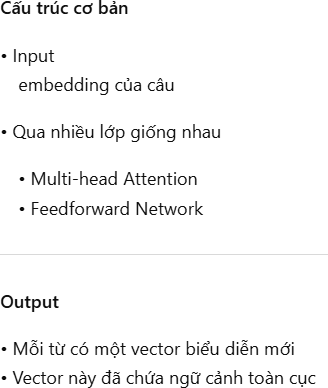 Cấu trúc cơ bản
• Input
embedding của câu
• Qua nhiều lớp giống nhau
• Multi-head Attention
• Feedforward Network
Output
• Mỗi từ có một vector biểu diễn mới
• Vector này đã chứa ngữ cảnh toàn cục